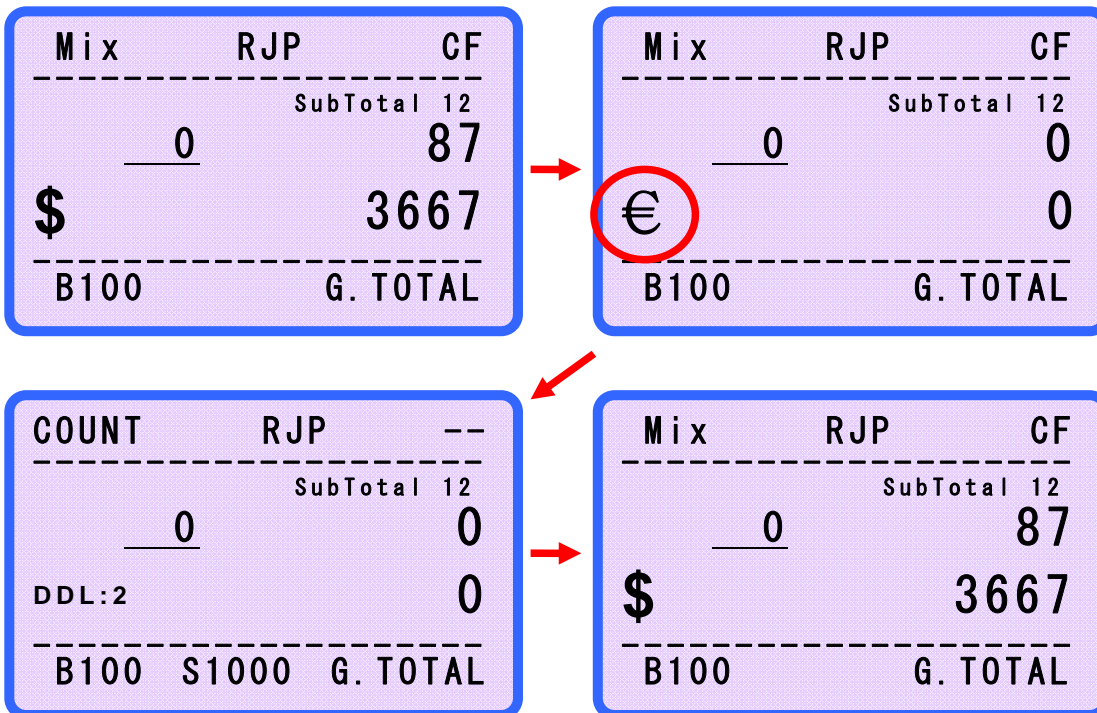 Mix RJP CF
SubTotal 12
0 87
$ 3667
B100 G.TOTAL
Mix RJP CF
SubTotal 12
0 0
€ 0
B100 G.TOTAL
COUNT RJP --
SubTotal 12
0 0
DDL:2 0
B100 S1000 G.TOTAL
Mix RJP CF
SubTotal 12
0 87
$ 3667
B100 G.TOTAL